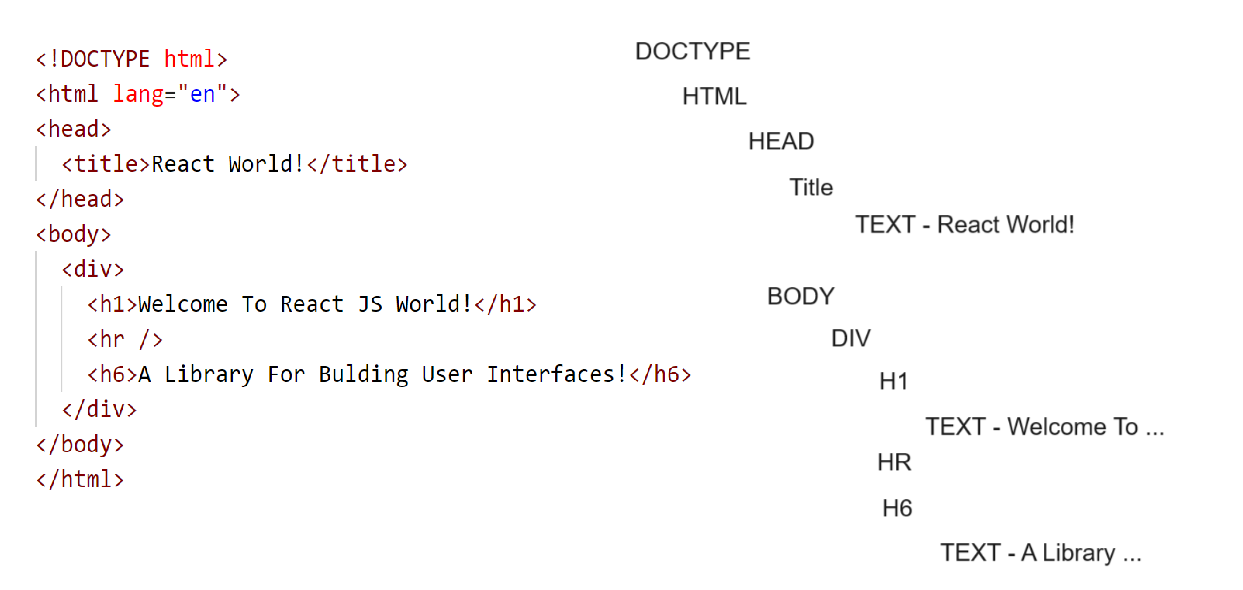 <!DOCTYPE html>
<html lang="en">
<head>
<title>React World!</title>
</head>
<body>
<div>
<h1>Welcome To React JS World!</h1>
<hr />
<h6>A Library For Bulding User Interfaces!</h6>
</div>
</body>
</html>
DOCTYPE
HTML
HEAD
Title
TEXT - React World!
BODY
DIV
H1
TEXT - Welcome To ...
HR
H6
TEXT - A Library ...